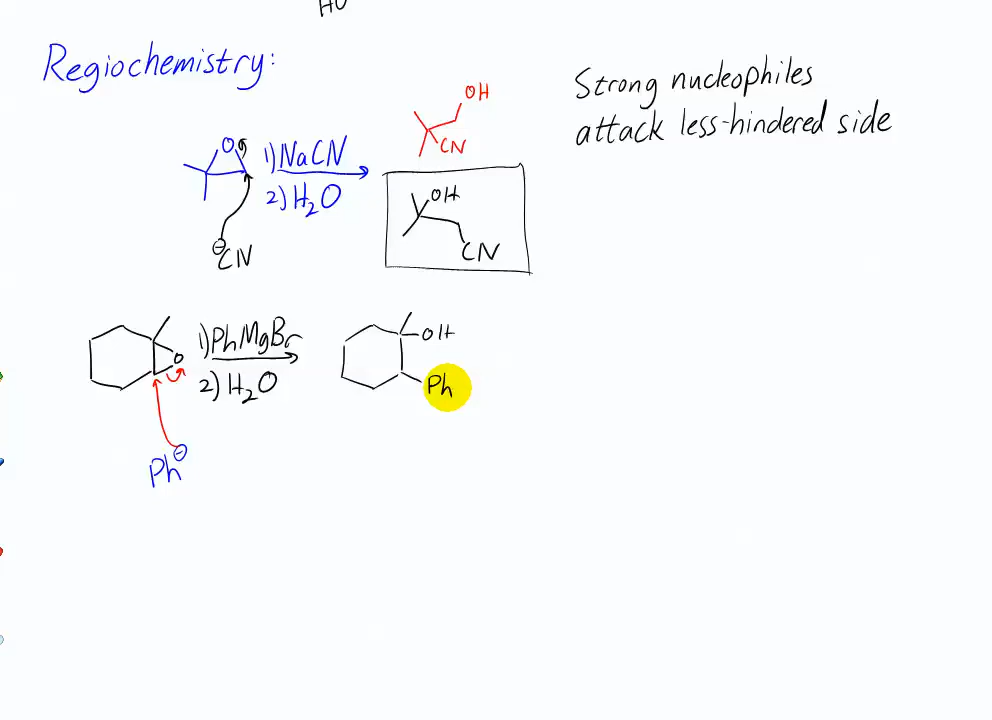 HO
Regiochemistry:
Strong nucleophiles
attack less-hindered side
OH
CN
O
1) NaCN
2) H₂O
OH
CN
⊖CN
O
1) PhMgBr
2) H₂O
OH
Ph
Ph⊖